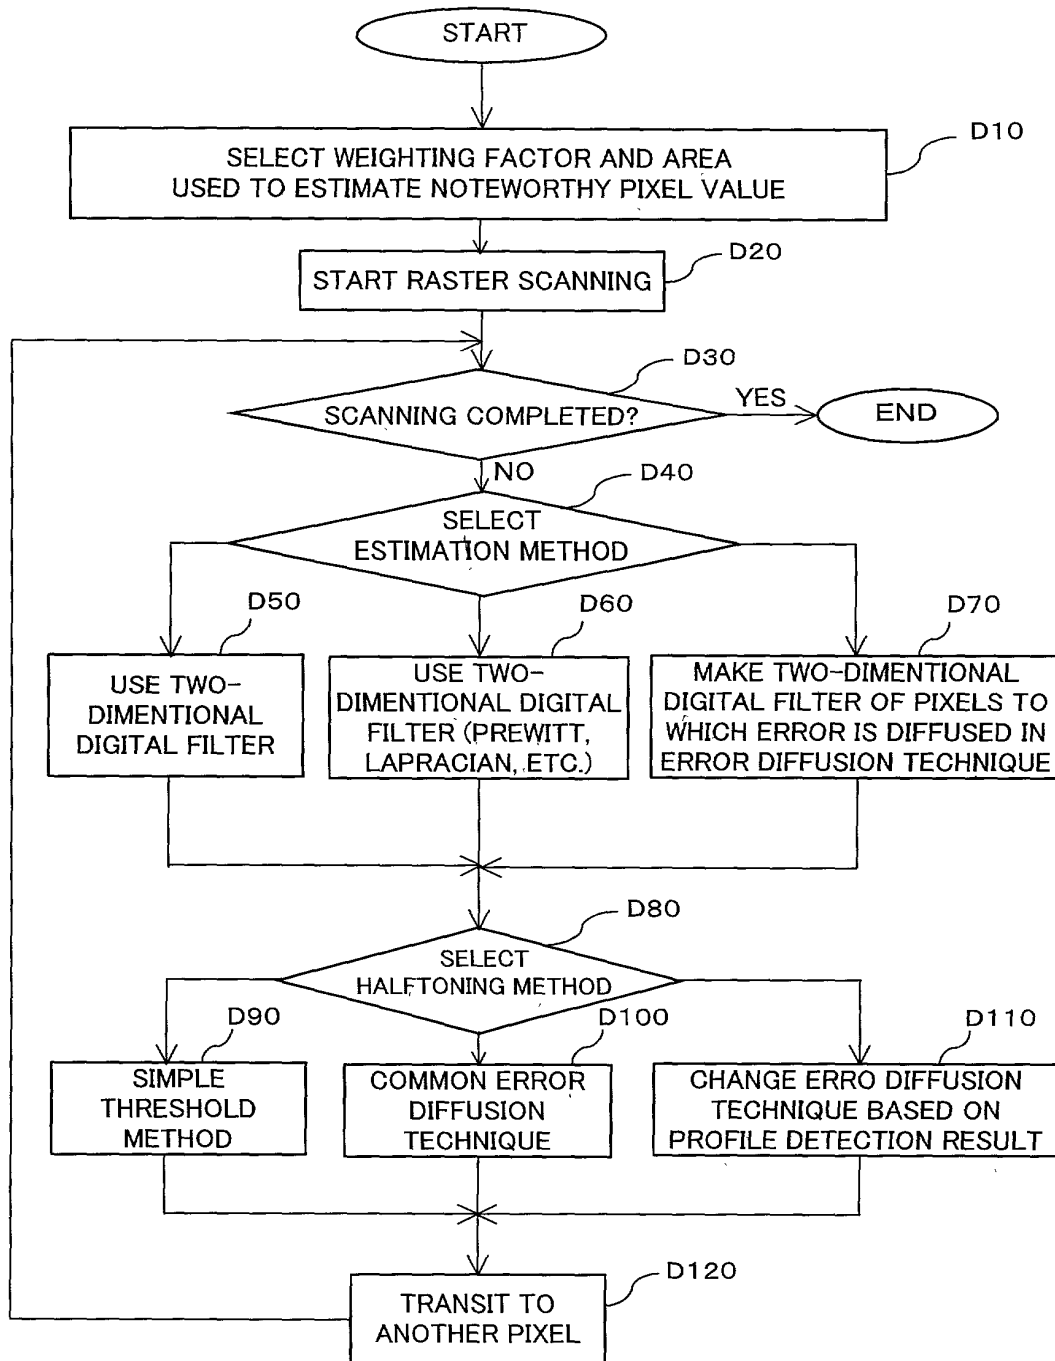 START
D10
SELECT WEIGHTING FACTOR AND AREA
USED TO ESTIMATE NOTEWORTHY PIXEL VALUE
D20
START RASTER SCANNING
D30
SCANNING COMPLETED?
YES
END
NO
D40
SELECT
ESTIMATION METHOD
D50
USE TWO-
DIMENTIONAL
DIGITAL FILTER
D60
USE TWO-
DIMENTIONAL DIGITAL
FILTER (PREWITT,
LAPRACIAN, ETC.)
D70
MAKE TWO-DIMENTIONAL
DIGITAL FILTER OF PIXELS TO
WHICH ERROR IS DIFFUSED IN
ERROR DIFFUSION TECHNIQUE
D80
SELECT
HALFTONING METHOD
D90
SIMPLE
THRESHOLD
METHOD
D100
COMMON ERROR
DIFFUSION
TECHNIQUE
D110
CHANGE ERRO DIFFUSION
TECHNIQUE BASED ON
PROFILE DETECTION RESULT
D120
TRANSIT TO
ANOTHER PIXEL